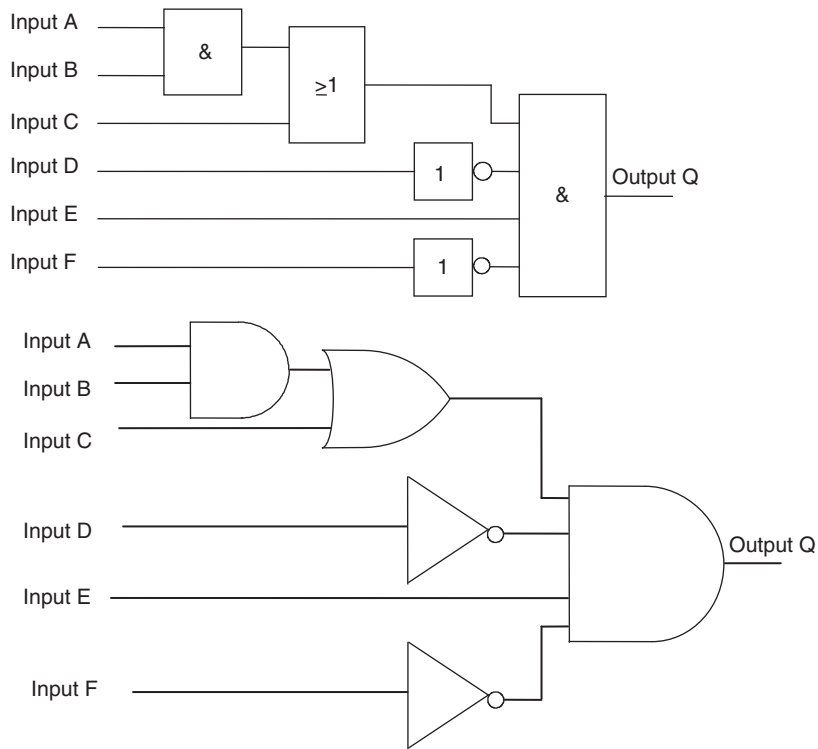 Input A
&
Input B
≥1
Input C
Input D
1
Output Q
&
Input E
Input F
1
Input A
Input B
Input C
Input D
Output Q
Input E
Input F